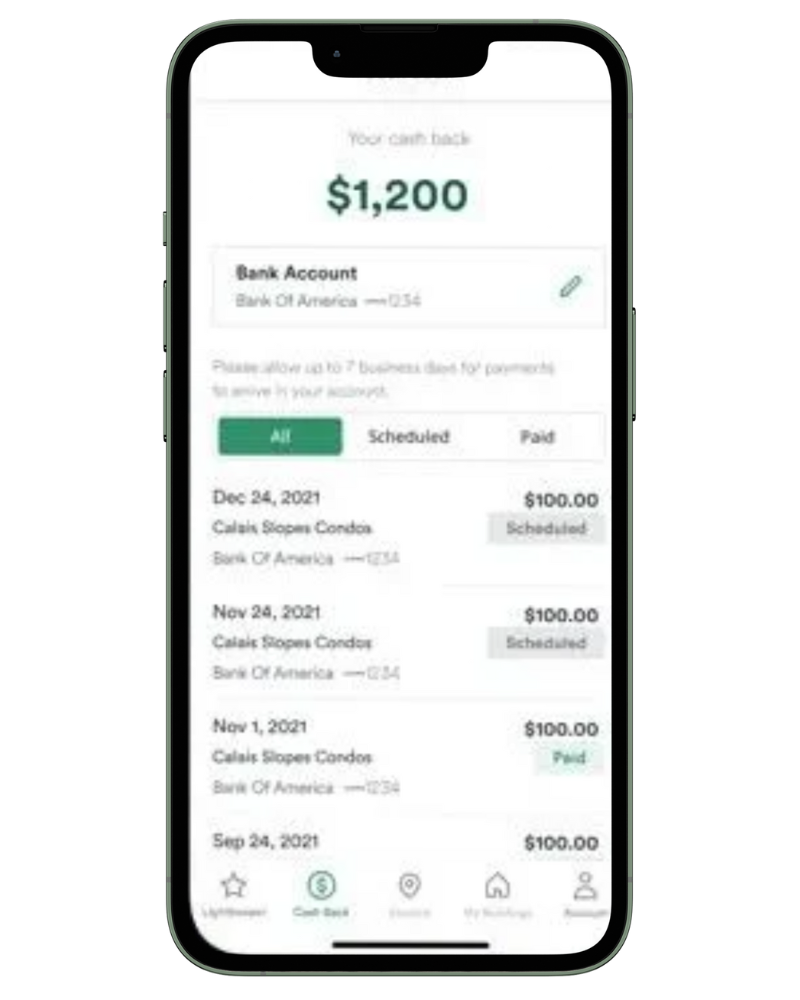 Your cash back
$1,200
Bank Account
Bank Of America ----1234
Please allow up to 7 business days for payments
to arrive in your account.
All Scheduled Paid
Dec 24, 2021 $100.00
Calais Slopes Condos Scheduled
Bank Of America ----1234
Nov 24, 2021 $100.00
Calais Slopes Condos Scheduled
Bank Of America ----1234
Nov 1, 2021 $100.00
Calais Slopes Condos Paid
Bank Of America ----1234
Sep 24, 2021 $100.00
Cash Back My Buildings Account